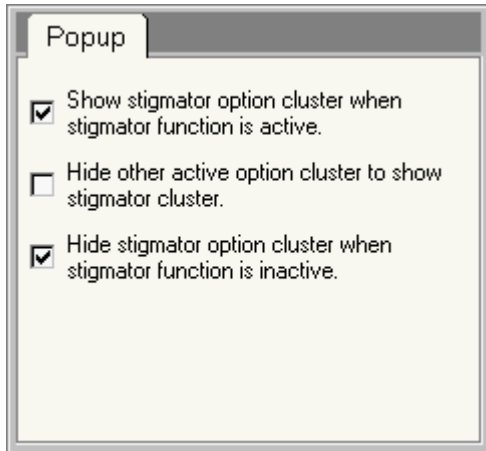 Popup
Show stigmator option cluster when
stigmator function is active.
Hide other active option cluster to show
stigmator cluster.
Hide stigmator option cluster when
stigmator function is inactive.